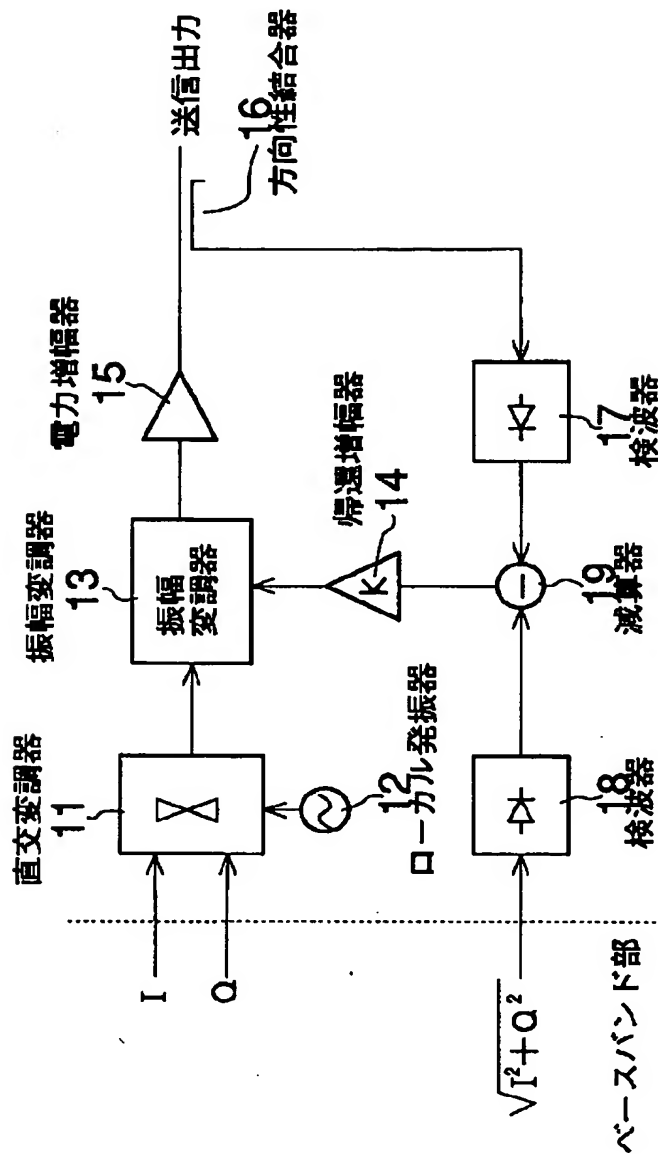 直交変調器
11
振幅変調器
13
振幅
変調器
電力増幅器
15
送信出力
16
方向性結合器
I
Q
12
ローカル発振器
帰還増幅器
14
K
√I²+Q²
18
検波器
−
19
減算器
17
検波器
ベースバンド部